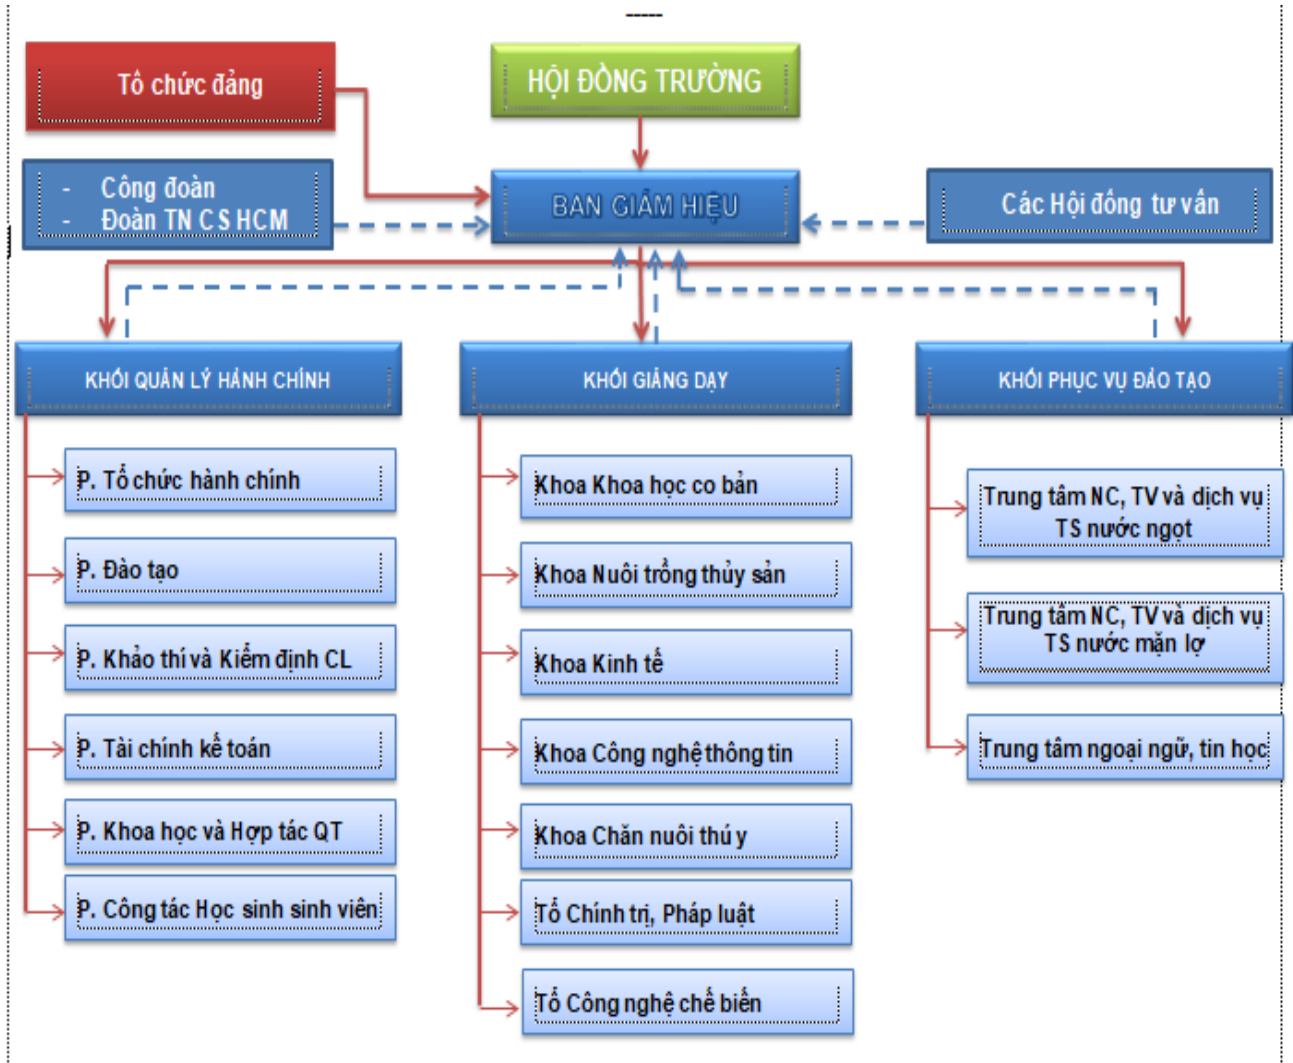 Tổ chức đảng
HỘI ĐỒNG TRƯỜNG
- Công đoàn
- Đoàn TN CS HCM
BAN GIÁM HIỆU
Các Hội đồng tư vấn
KHỐI QUẢN LÝ HÀNH CHÍNH
KHỐI GIẢNG DẠY
KHỐI PHỤC VỤ ĐÀO TẠO
P. Tổ chức hành chính
P. Đào tạo
P. Khảo thí và Kiểm định CL
P. Tài chính kế toán
P. Khoa học và Hợp tác QT
P. Công tác Học sinh sinh viên
Khoa Khoa học cơ bản
Khoa Nuôi trồng thủy sản
Khoa Kinh tế
Khoa Công nghệ thông tin
Khoa Chăn nuôi thú y
Tổ Chính trị, Pháp luật
Tổ Công nghệ chế biến
Trung tâm NC, TV và dịch vụ
TS nước ngọt
Trung tâm NC, TV và dịch vụ
TS nước mặn lợ
Trung tâm ngoại ngữ, tin học